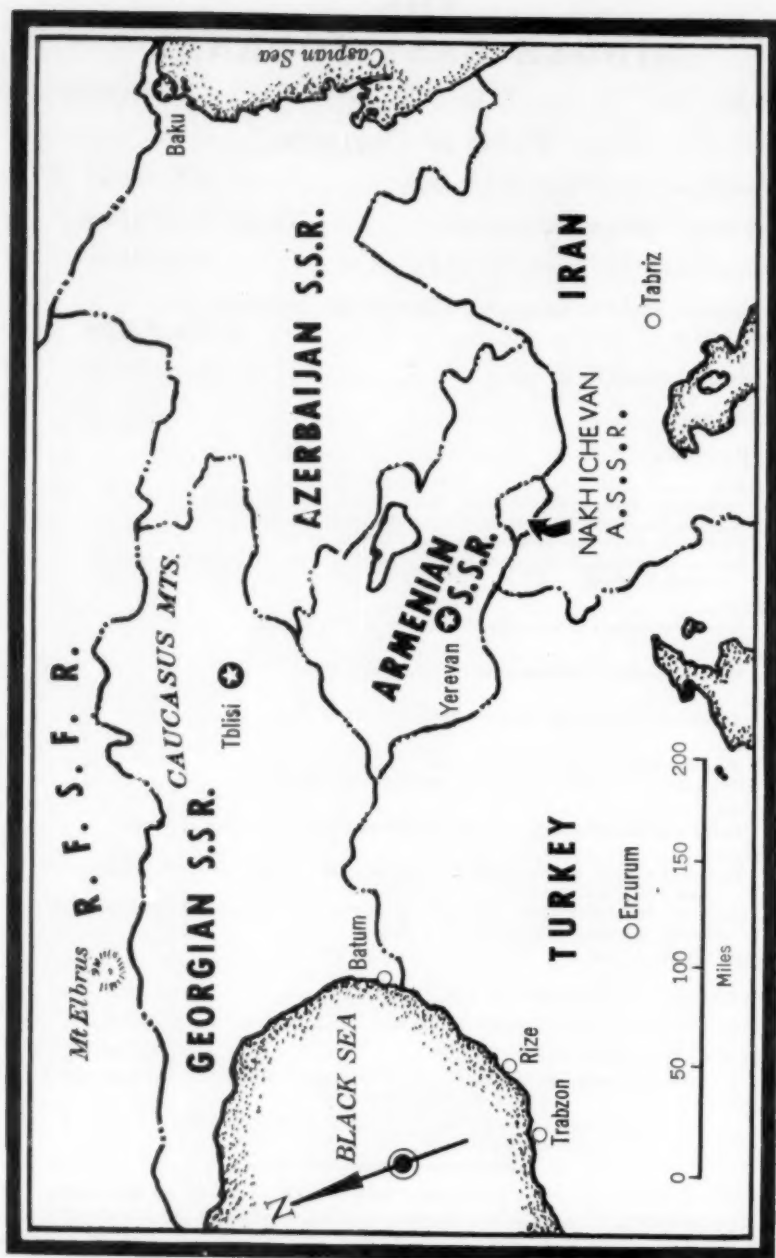 Mt Elbrus
R. F. S. F. R.
CAUCASUS MTS.
GEORGIAN S.S R.
Tblisi
Baku
Caspian Sea
AZERBAIJAN S.S.R.
BLACK SEA
N
Batum
ARMENIAN
S.S.R.
Yerevan
Rize
Trabzon
TURKEY
Erzurum
NAKHICHEVAN
A.S.S.R.
IRAN
Tabriz
0 50 100 150 200
Miles